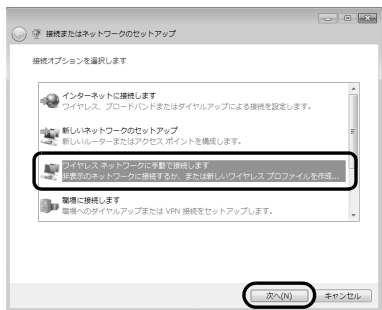 接続またはネットワークのセットアップ
接続オプションを選択します
インターネットに接続します
ワイヤレス、ブロードバンドまたはダイヤルアップによる接続を設定します。
新しいネットワークのセットアップ
新しいルーターまたはアクセス ポイントを構成します。
ワイヤレス ネットワークに手動で接続します
非表示のネットワークに接続するか、または新しいワイヤレス プロファイルを作成...
職場に接続します
職場へのダイヤルアップまたは VPN 接続をセットアップします。
次へ(N)
キャンセル